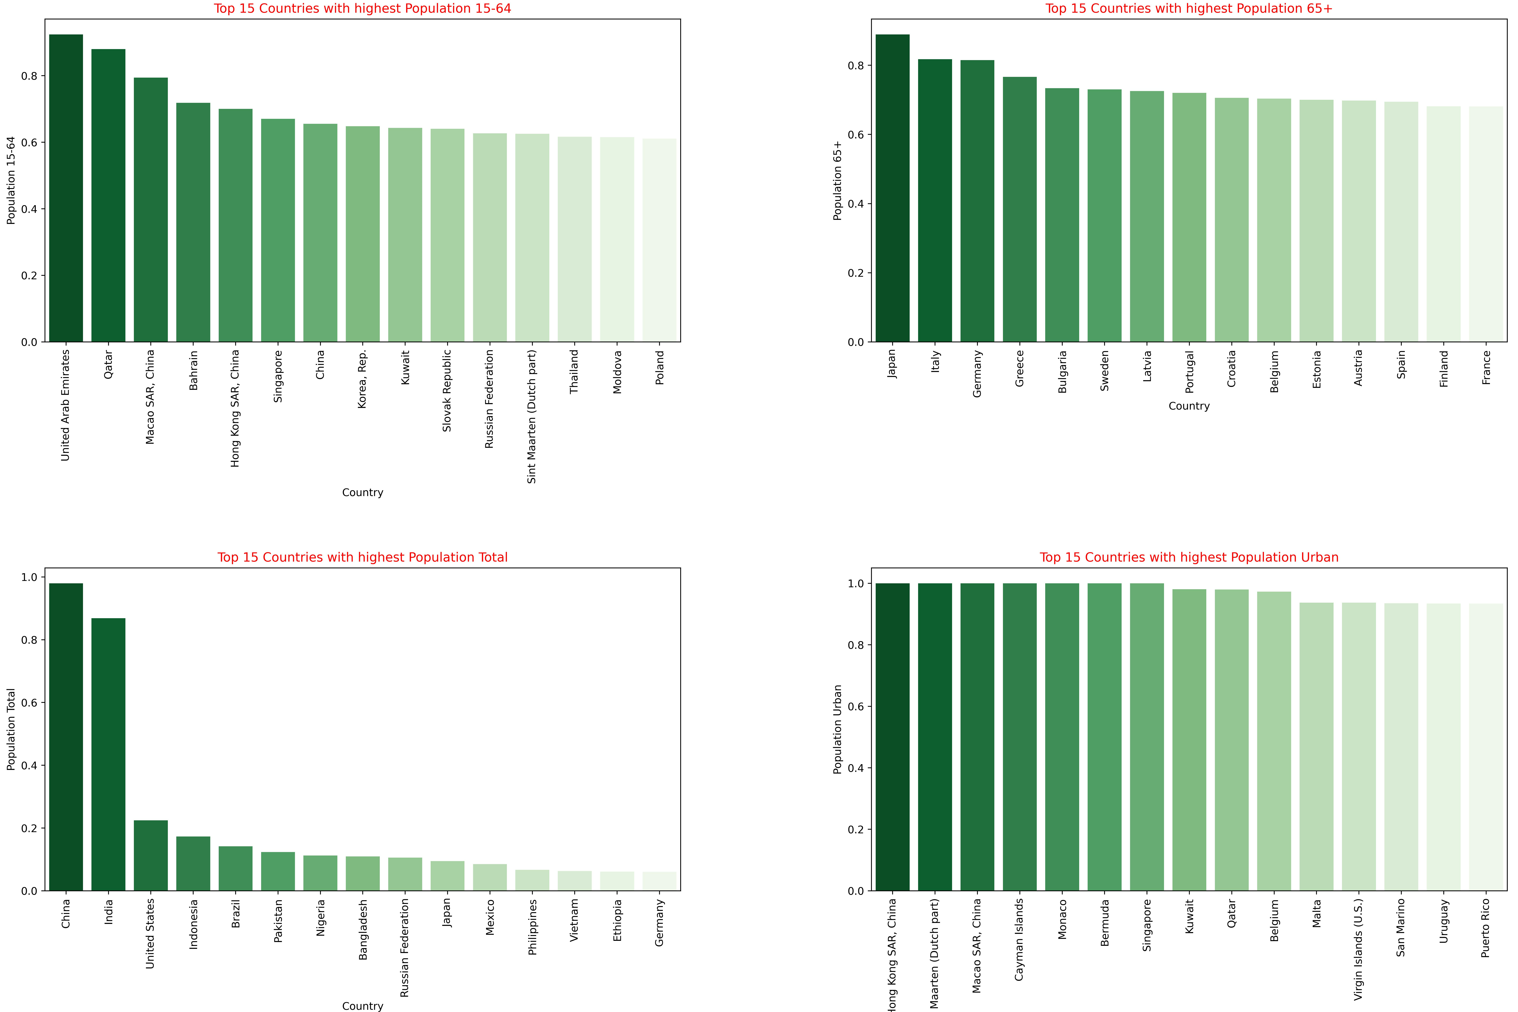 Top 15 Countries with highest Population 15-64
Population 15-64
0.8
0.6
0.4
0.2
0.0
United Arab Emirates
Qatar
Macao SAR, China
Bahrain
Hong Kong SAR, China
Singapore
China
Korea, Rep.
Kuwait
Slovak Republic
Russian Federation
Sint Maarten (Dutch part)
Thailand
Moldova
Poland
Country
Top 15 Countries with highest Population 65+
Population 65+
0.8
0.6
0.4
0.2
0.0
Japan
Italy
Germany
Greece
Bulgaria
Sweden
Latvia
Portugal
Croatia
Belgium
Estonia
Austria
Spain
Finland
France
Country
Top 15 Countries with highest Population Total
Population Total
1.0
0.8
0.6
0.4
0.2
0.0
China
India
United States
Indonesia
Brazil
Pakistan
Nigeria
Bangladesh
Russian Federation
Japan
Mexico
Philippines
Vietnam
Ethiopia
Germany
Country
Top 15 Countries with highest Population Urban
Population Urban
1.0
0.8
0.6
0.4
0.2
0.0
Hong Kong SAR, China
Maarten (Dutch part)
Macao SAR, China
Cayman Islands
Monaco
Bermuda
Singapore
Kuwait
Qatar
Belgium
Malta
Virgin Islands (U.S.)
San Marino
Uruguay
Puerto Rico